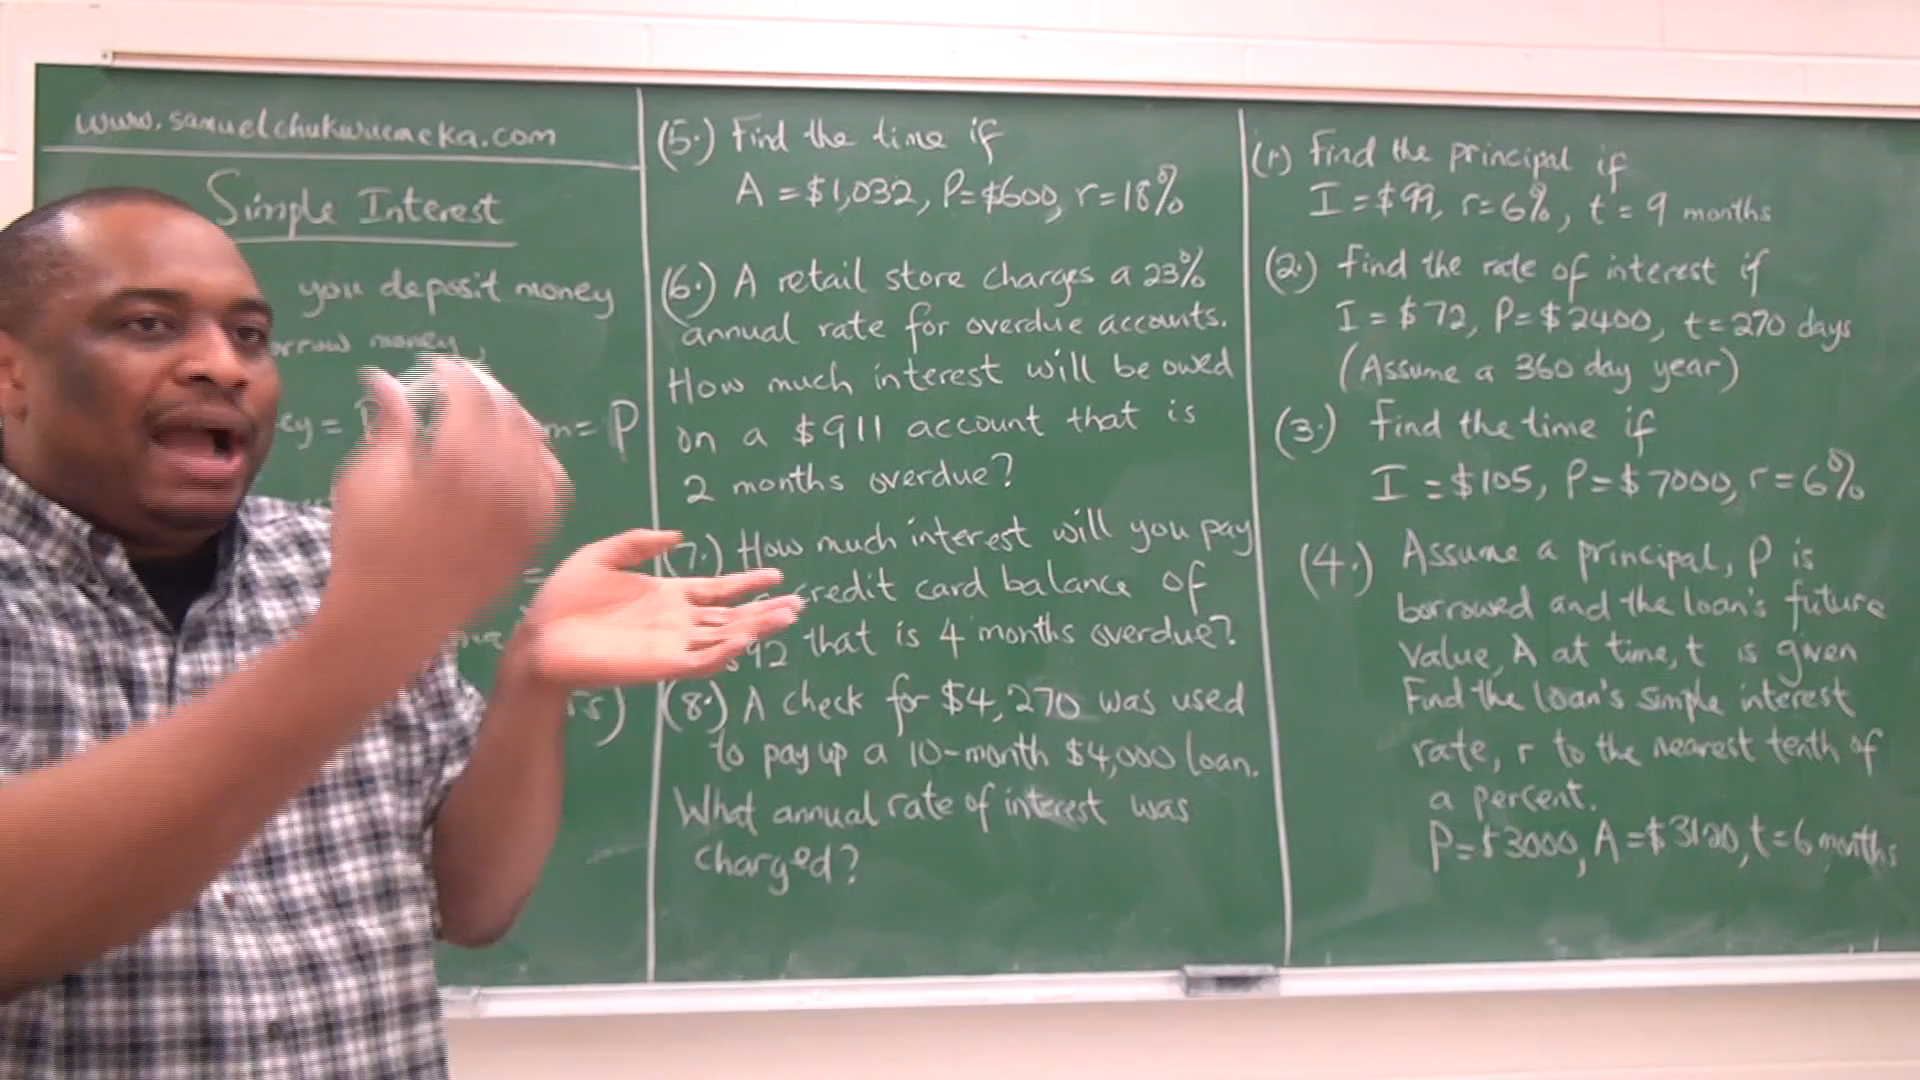 www.samuelchukwuemeka.com
Simple Interest
you deposit money
money
= P
= P
=
(5.) Find the time if
A = $1,032, P=$600, r=18%
(6.) A retail store charges a 23%
annual rate for overdue accounts.
How much interest will be owed
on a $911 account that is
2 months overdue?
(7.) How much interest will you pay
credit card balance of
that is 4 months overdue?
(8.) A check for $4,270 was used
to pay up a 10-month $4,000 loan.
What annual rate of interest was
charged?
(1) Find the principal if
I = $99, r=6%, t = 9 months
(2.) Find the rate of interest if
I = $72, P=$2400, t=270 days
(Assume a 360 day year)
(3.) Find the time if
I = $105, P=$7000, r=6%
(4.) Assume a principal, P is
borrowed and the loan's future
value, A at time, t is given
Find the loan's simple interest
rate, r to the nearest tenth of
a percent.
P=$3000, A=$3120, t=6 months